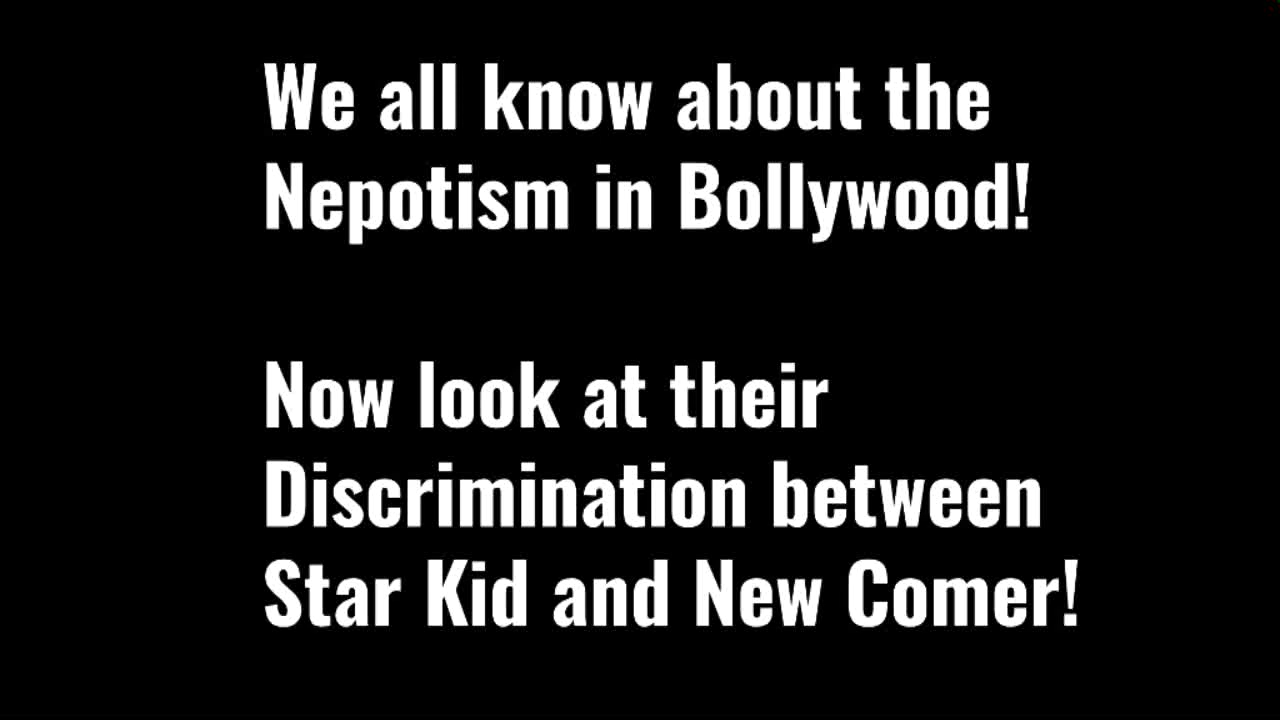 We all know about the
Nepotism in Bollywood!
Now look at their
Discrimination between
Star Kid and New Comer!